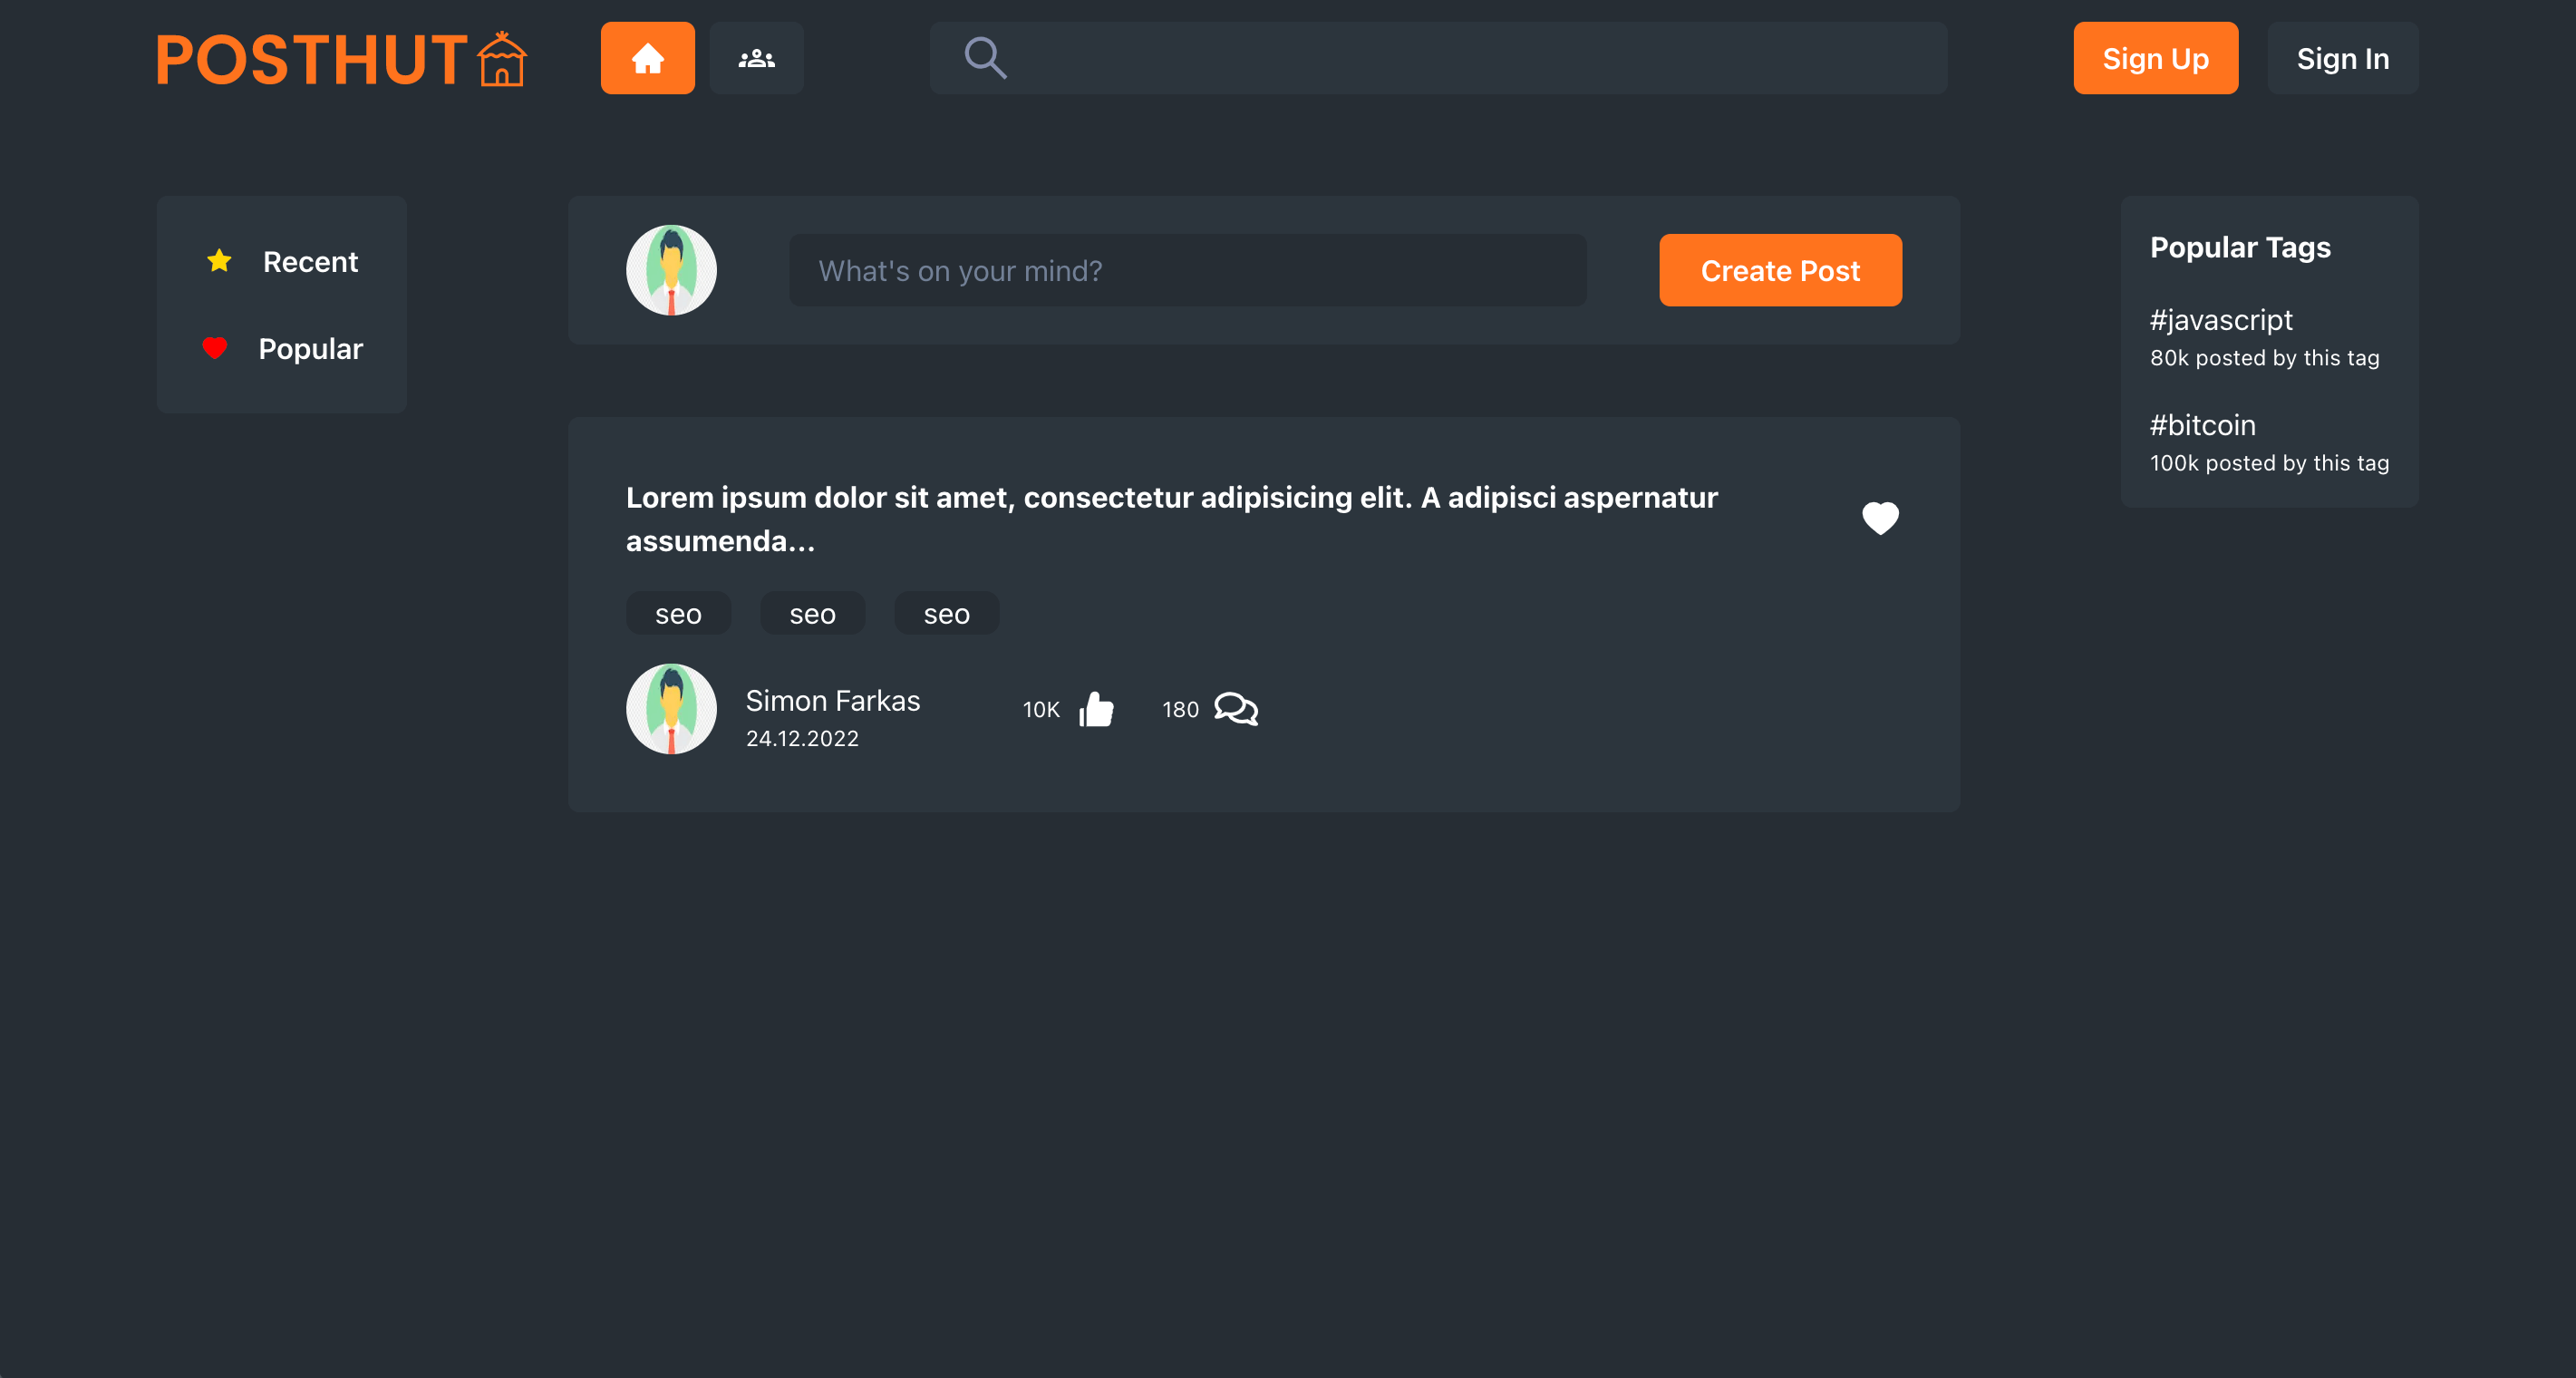 POSTHUT
Sign Up
Sign In
Recent
Popular
What's on your mind?
Create Post
Lorem ipsum dolor sit amet, consectetur adipisicing elit. A adipisci aspernatur
assumenda...
seo seo seo
Simon Farkas
24.12.2022
10K
180
Popular Tags
#javascript
80k posted by this tag
#bitcoin
100k posted by this tag